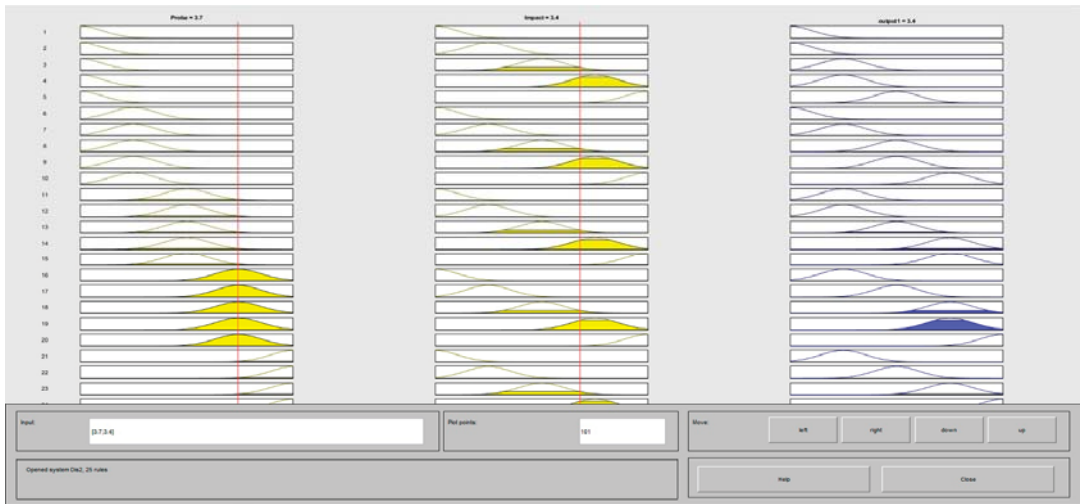 Proba = 3.7
Impact = 3.4
output1 = 3.4
1
2
3
4
5
6
7
8
9
10
11
12
13
14
15
16
17
18
19
20
21
22
23
Input:
[3.7;3.4]
Plot points:
101
Move:
left
right
down
up
Opened system Dis2, 25 rules
Help
Close